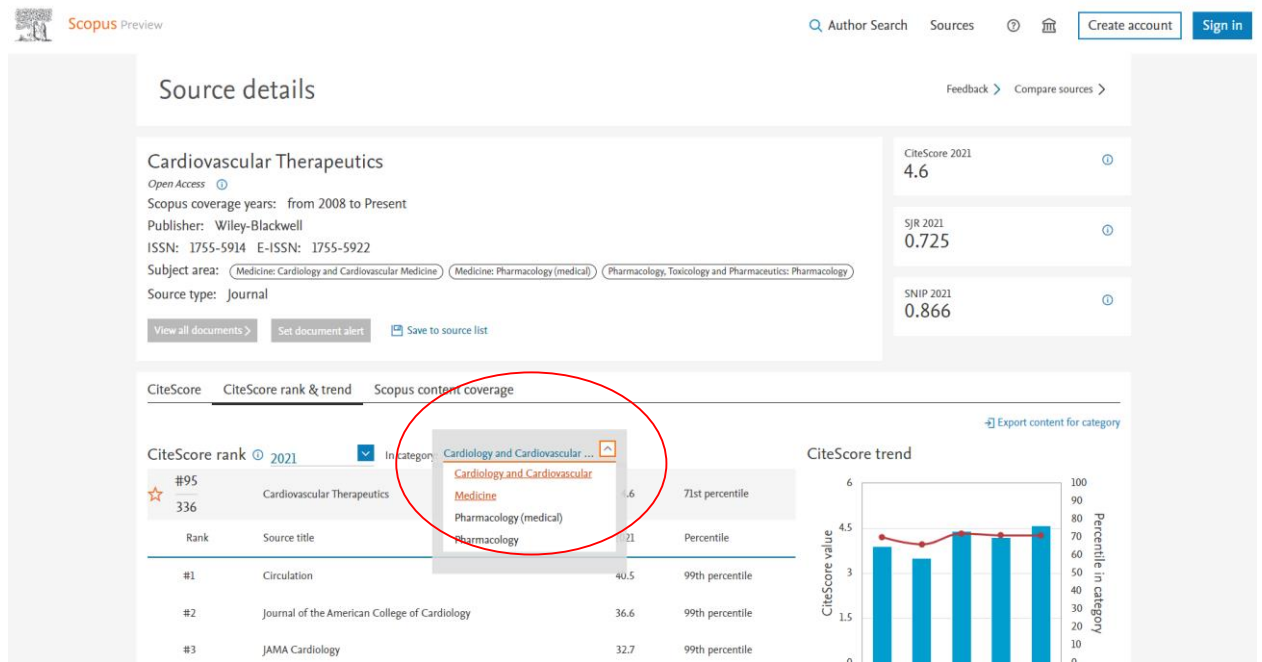 Scopus Preview
Author Search Sources Create account Sign in
Source details
Feedback Compare sources
Cardiovascular Therapeutics
Open Access
Scopus coverage years: from 2008 to Present
Publisher: Wiley-Blackwell
ISSN: 1755-5914 E-ISSN: 1755-5922
Subject area: Medicine: Cardiology and Cardiovascular Medicine Medicine: Pharmacology (medical) Pharmacology, Toxicology and Pharmaceutics: Pharmacology
Source type: Journal
View all documents > Set document alert Save to source list
CiteScore 2021
4.6
SJR 2021
0.725
SNIP 2021
0.866
CiteScore CiteScore rank & trend Scopus content coverage
Export content for category
CiteScore rank 2021 In category: Cardiology and Cardiovascular ...
Cardiology and Cardiovascular
Medicine
Pharmacology (medical)
Pharmacology
#95
336
Cardiovascular Therapeutics .6 71st percentile
Rank Source title 21 Percentile
#1 Circulation 40.5 99th percentile
#2 Journal of the American College of Cardiology 36.6 99th percentile
#3 JAMA Cardiology 32.7 99th percentile
CiteScore trend
CiteScore value
6
4.5
3
1.5
0
Percentile in category
100
90
80
70
60
50
40
30
20
10
0